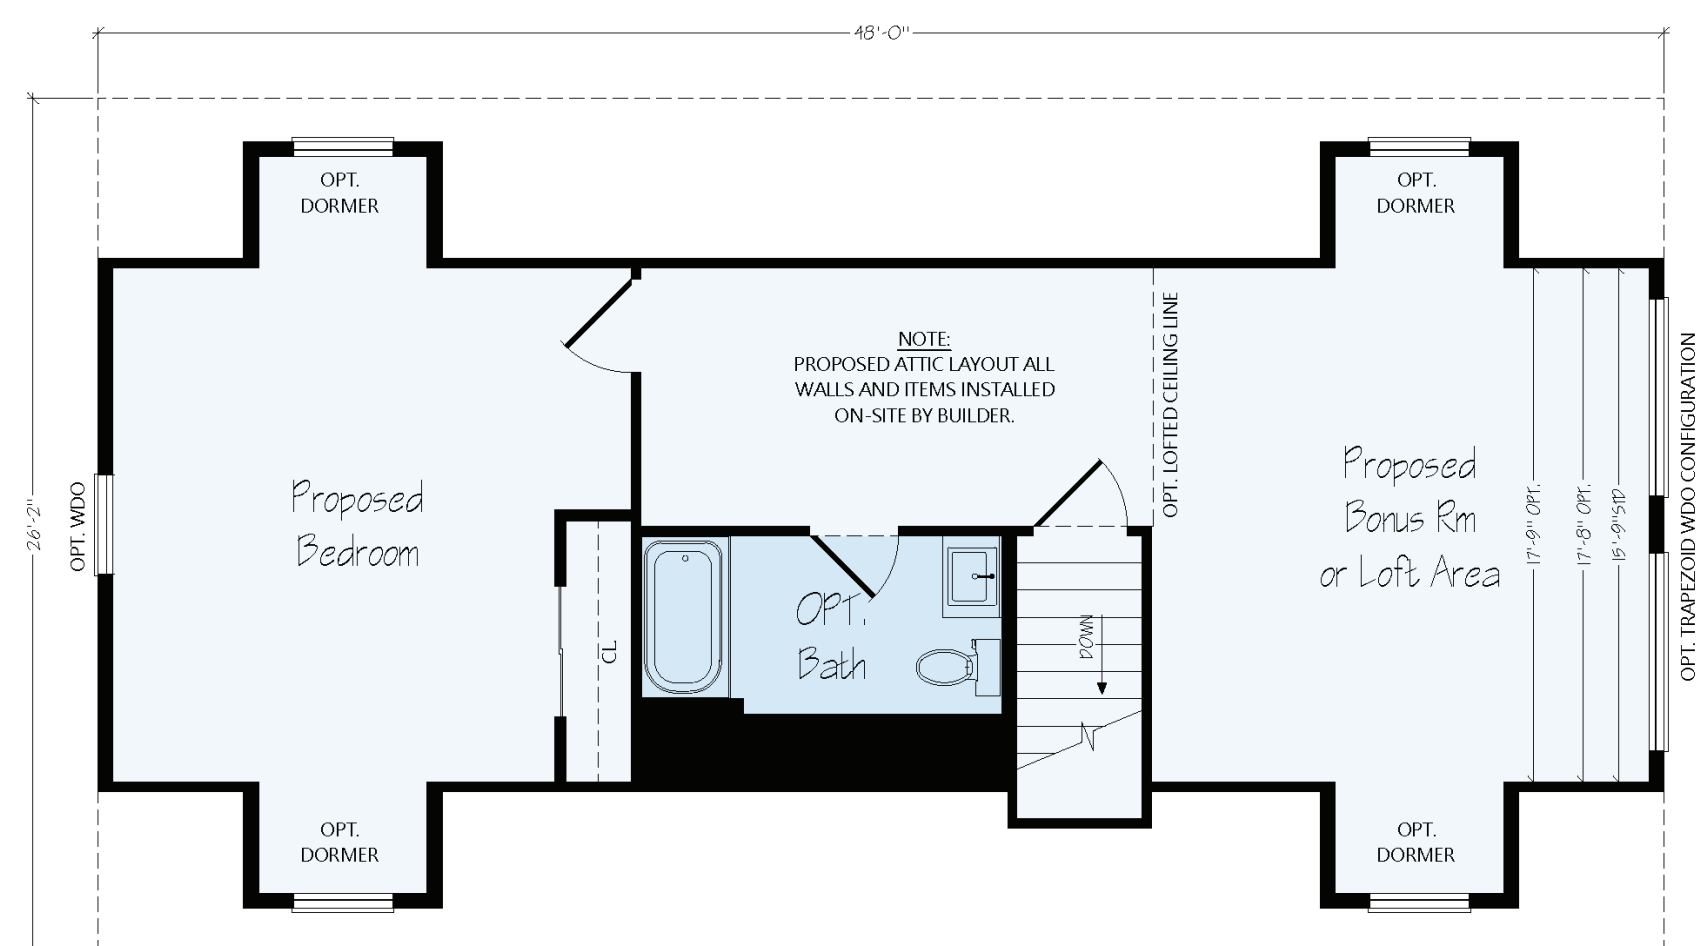 48'-0"
OPT.
DORMER
OPT.
DORMER
NOTE:
PROPOSED ATTIC LAYOUT ALL
WALLS AND ITEMS INSTALLED
ON-SITE BY BUILDER.
OPT. LOFTED CEILING LINE
26'-2"
OPT. WDO
Proposed
Bedroom
CL
OPT.
Bath
DOWN
Proposed
Bonus Rm
or Loft Area
17'-9" OPT.
17'-8" OPT.
15'-9"STD
OPT. TRAPEZOID WDO CONFIGURATION
OPT.
DORMER
OPT.
DORMER